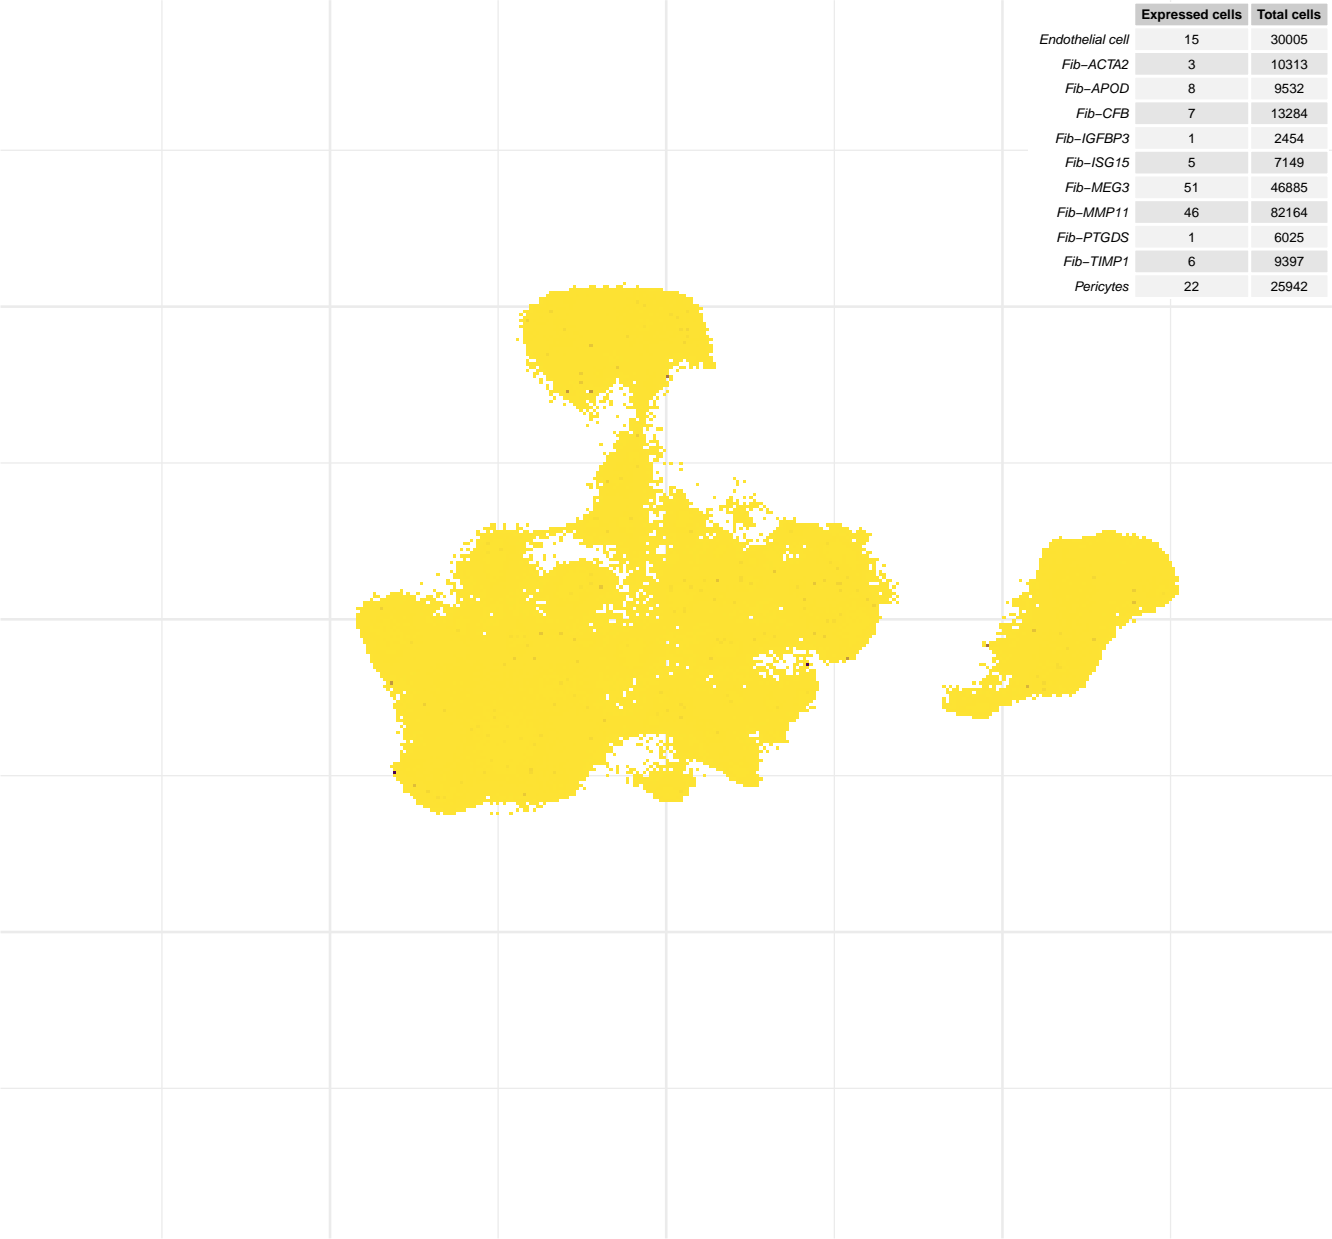 Expressed cells Total cells
Endothelial cell 15 30005
Fib−ACTA2 3 10313
Fib−APOD 8 9532
Fib−CFB 7 13284
Fib−IGFBP3 1 2454
Fib−ISG15 5 7149
Fib−MEG3 51 46885
Fib−MMP11 46 82164
Fib−PTGDS 1 6025
Fib−TIMP1 6 9397
Pericytes 22 25942